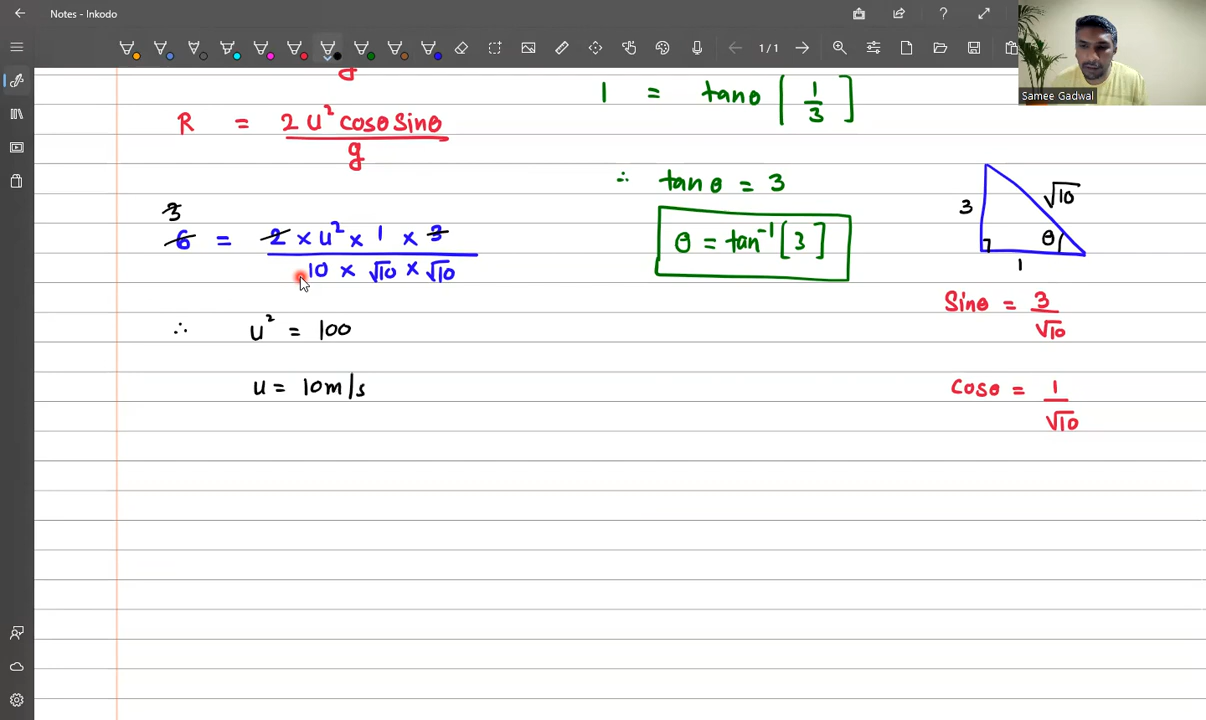 Notes - Inkodo
1/1
Samee Gadwal
R = 2 u² cosθ sinθ / g
3
6 = 2 × u² × 1 × 3 / 10 × √10 × √10
∴ u² = 100
u = 10m/s
1 = tanθ [ 1/3 ]
∴ tanθ = 3
θ = tan⁻¹ [ 3 ]
3
√10
θ
1
Sinθ = 3/√10
Cosθ = 1/√10